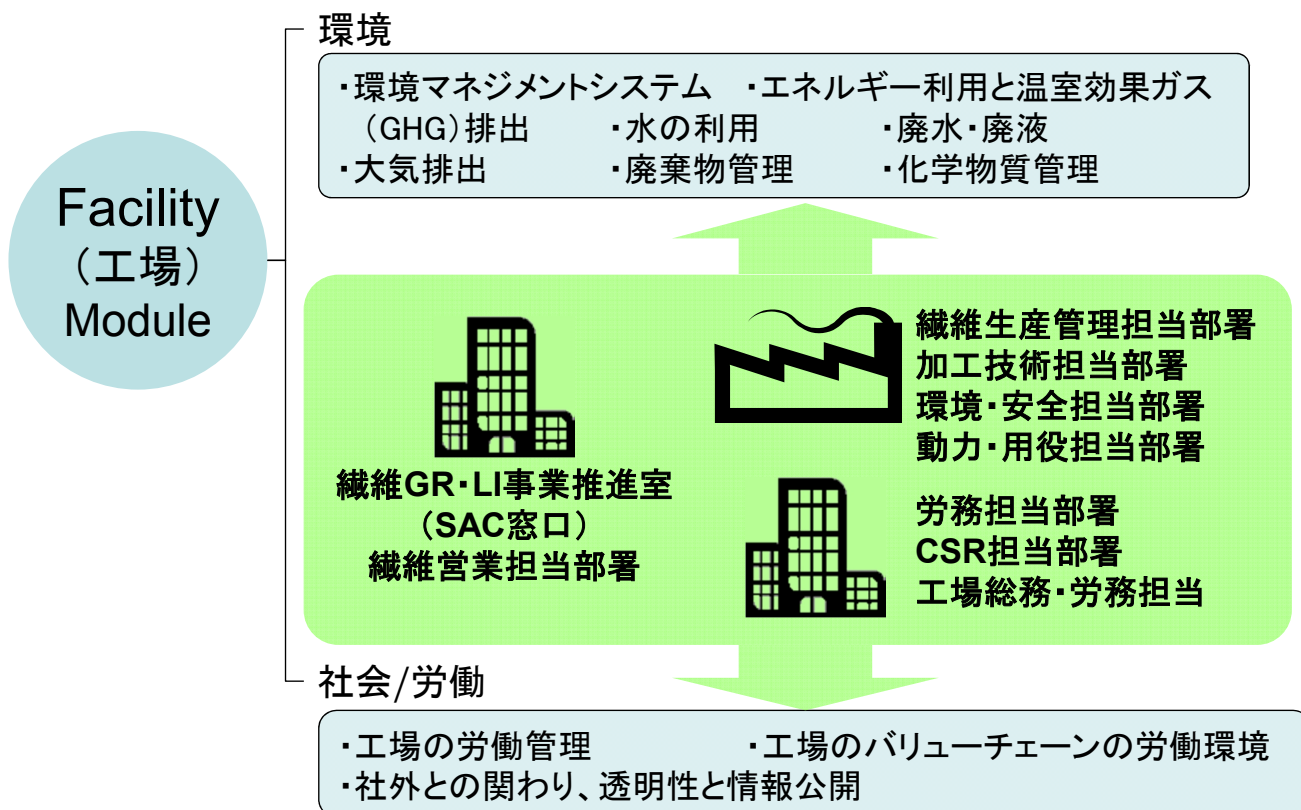 Facility
（工場）
Module
環境
・環境マネジメントシステム ・エネルギー利用と温室効果ガス
（GHG）排出 ・水の利用 ・廃水・廃液
・大気排出 ・廃棄物管理 ・化学物質管理
繊維GR・LI事業推進室
（SAC窓口）
繊維営業担当部署
繊維生産管理担当部署
加工技術担当部署
環境・安全担当部署
動力・用役担当部署
労務担当部署
CSR担当部署
工場総務・労務担当
社会/労働
・工場の労働管理 ・工場のバリューチェーンの労働環境
・社外との関わり、透明性と情報公開